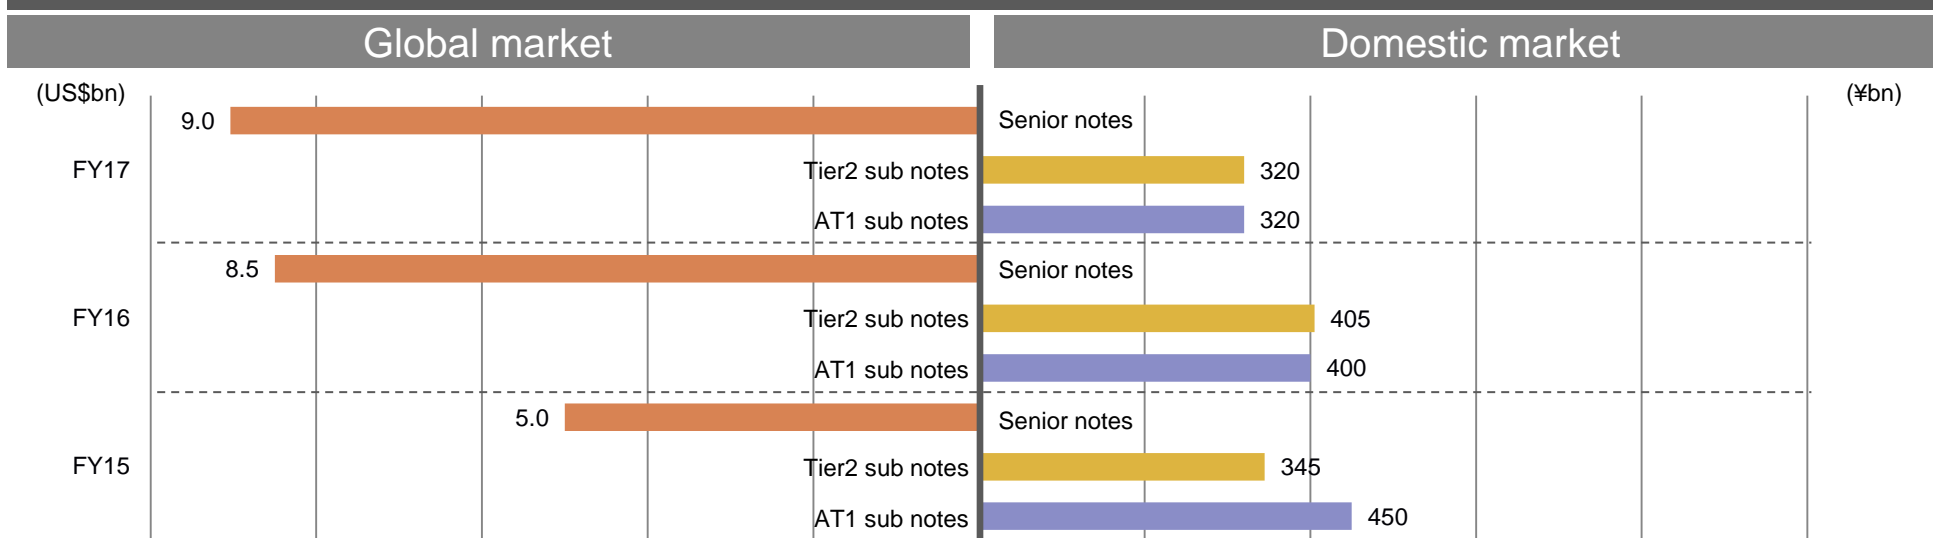 Global market
Domestic market
(US$bn)
(¥bn)
9.0
Senior notes
FY17
Tier2 sub notes
320
AT1 sub notes
320
8.5
Senior notes
FY16
Tier2 sub notes
405
AT1 sub notes
400
5.0
Senior notes
FY15
Tier2 sub notes
345
AT1 sub notes
450